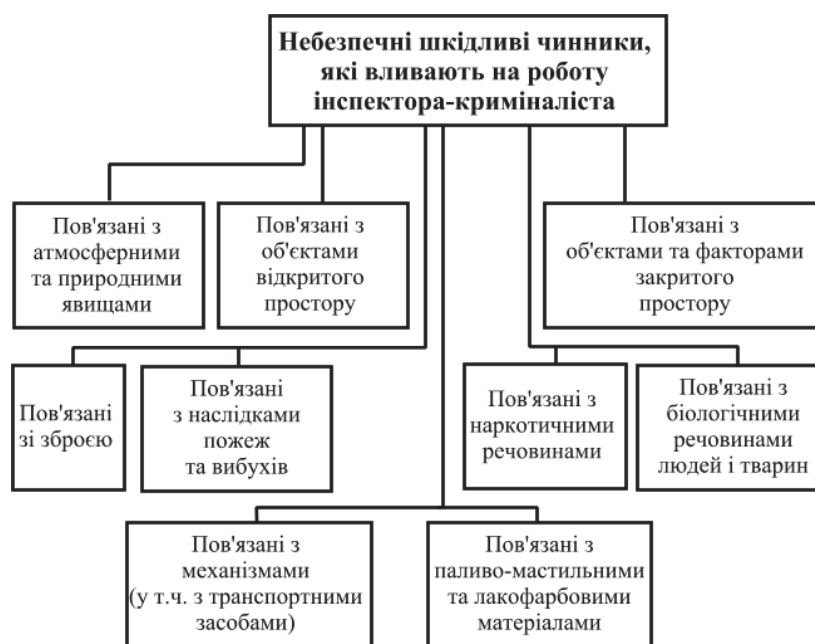 Небезпечні шкідливі чинники,
які вливають на роботу
інспектора-криміналіста
Пов'язані з
атмосферними
та природними
явищами
Пов'язані з
об'єктами
відкритого
простору
Пов'язані з
об'єктами та факторами
закритого
простору
Пов'язані
зі зброєю
Пов'язані
з наслідками
пожеж
та вибухів
Пов'язані з
наркотичними
речовинами
Пов'язані з
біологічними
речовинами
людей і тварин
Пов'язані з
механізмами
(у т.ч. з транспортними
засобами)
Пов'язані з
паливо-мастильними
та лакофарбовими
матеріалами